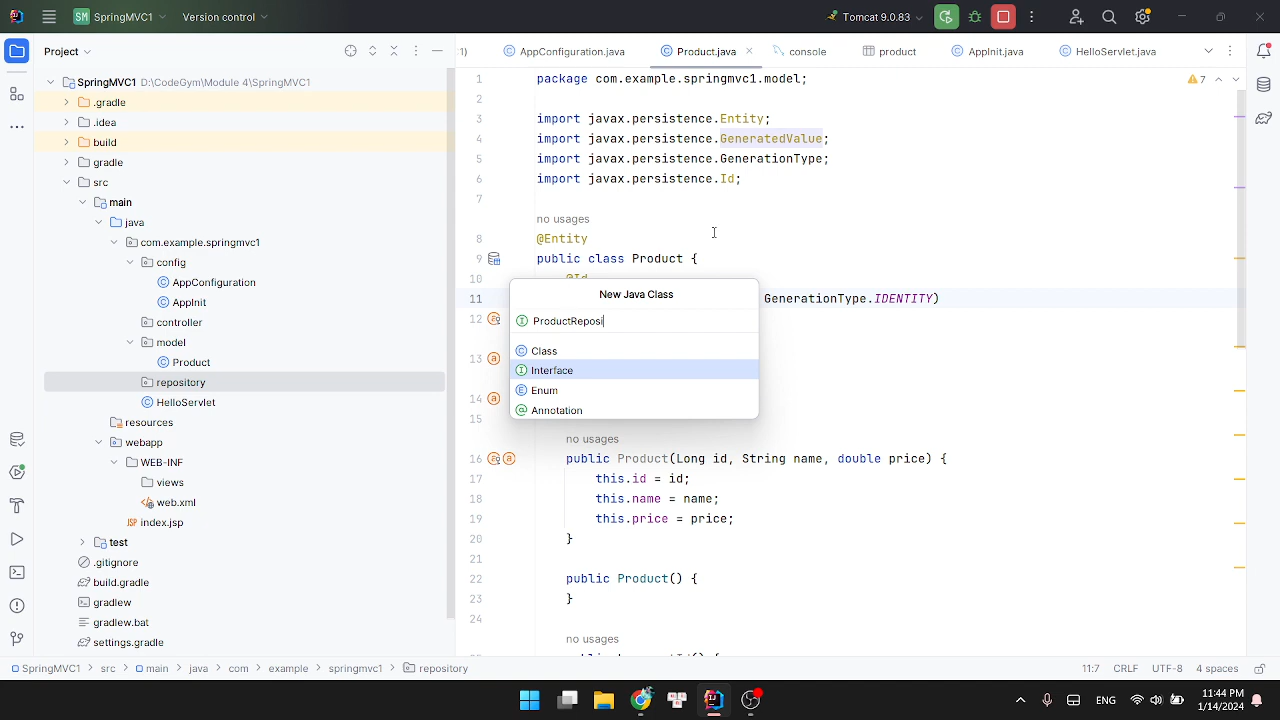 SM SpringMVC1 Version control Tomcat 9.0.83
Project
:1) AppConfiguration.java Product.java console product AppInit.java HelloServlet.java
SpringMVC1 D:\CodeGym\Module 4\SpringMVC1
.gradle
.idea
build
gradle
src
main
java
com.example.springmvc1
config
AppConfiguration
AppInit
controller
model
Product
repository
HelloServlet
resources
webapp
WEB-INF
views
web.xml
index.jsp
test
.gitignore
build.gradle
gradlew
gradlew.bat
settings.gradle
7
1 package com.example.springmvc1.model;
2
3 import javax.persistence.Entity;
4 import javax.persistence.GeneratedValue;
5 import javax.persistence.GenerationType;
6 import javax.persistence.Id;
7
no usages
8 @Entity
9 public class Product {
10 @Id
11 GenerationType.IDENTITY)
12
13
14
15
no usages
16 public Product(Long id, String name, double price) {
17 this.id = id;
18 this.name = name;
19 this.price = price;
20 }
21
22 public Product() {
23 }
24
no usages
New Java Class
ProductReposi
Class
Interface
Enum
Annotation
SpringMVC1 > src > main > java > com > example > springmvc1 > repository
11:7 CRLF UTF-8 4 spaces
ENG 11:44 PM
1/14/2024